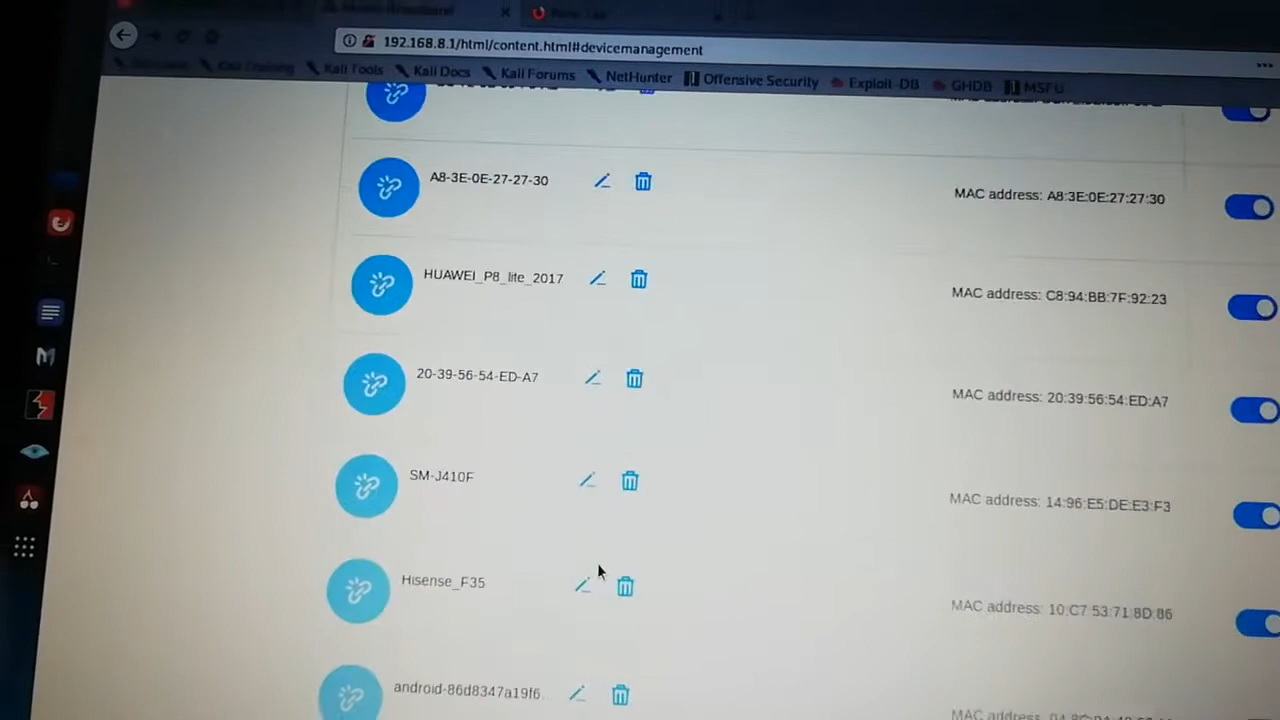 192.168.8.1/html/content.html#devicemanagement
Kali Training Kali Tools Kali Docs Kali Forums NetHunter Offensive Security Exploit-DB GHDB MSFU
A8-3E-0E-27-27-30 MAC address: A8:3E:0E:27:27:30
HUAWEI_P8_lite_2017 MAC address: C8:94:BB:7F:92:23
20-39-56-54-ED-A7 MAC address: 20:39:56:54:ED:A7
SM-J410F MAC address: 14:96:E5:DE:E3:F3
Hisense_F35 MAC address: 10:C7:53:71:8D:86
android-86d8347a19f6... MAC address: